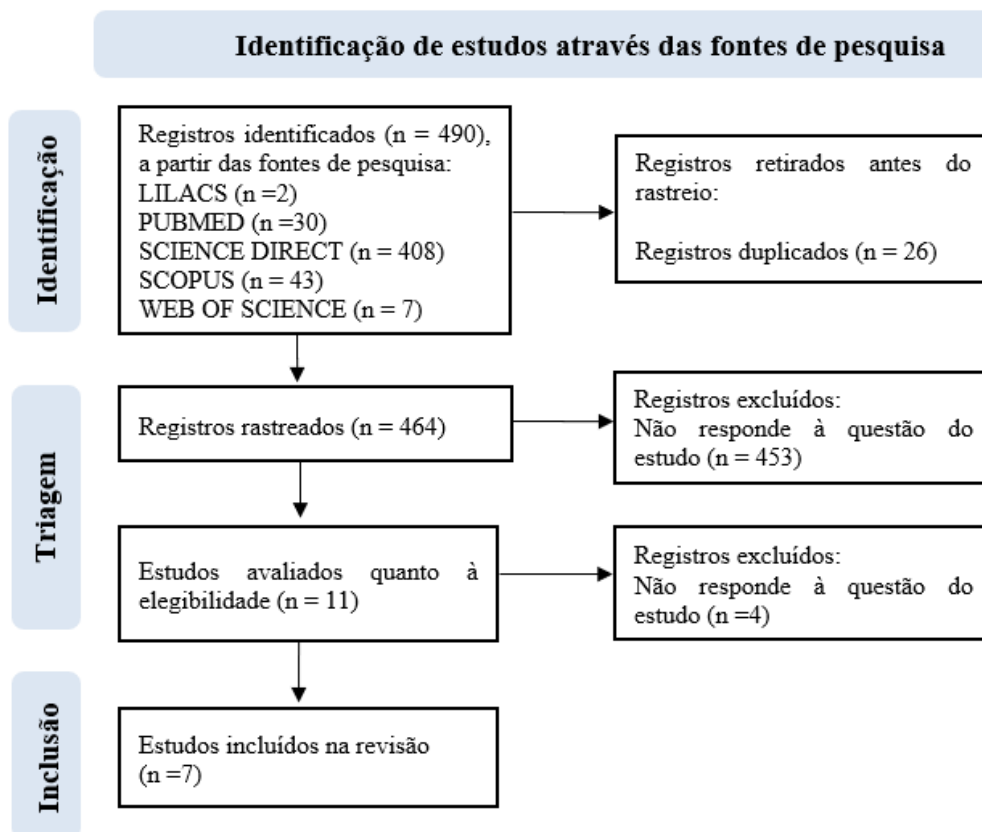 Identificação de estudos através das fontes de pesquisa
Identificação
Registros identificados (n = 490),
a partir das fontes de pesquisa:
LILACS (n =2)
PUBMED (n =30)
SCIENCE DIRECT (n = 408)
SCOPUS (n = 43)
WEB OF SCIENCE (n = 7)
Registros retirados antes do
rastreio:
Registros duplicados (n = 26)
Triagem
Registros rastreados (n = 464)
Registros excluídos:
Não responde à questão do
estudo (n = 453)
Estudos avaliados quanto à
elegibilidade (n = 11)
Registros excluídos:
Não responde à questão do
estudo (n =4)
Inclusão
Estudos incluídos na revisão
(n =7)